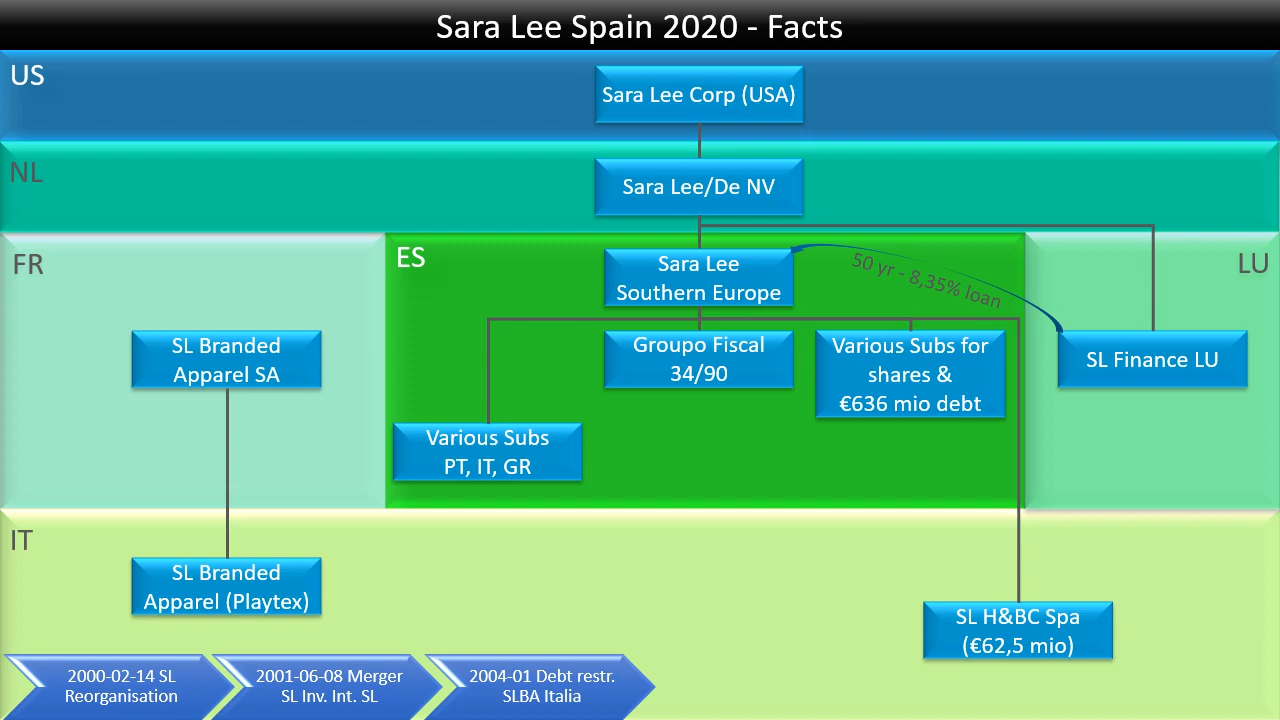 Sara Lee Spain 2020 - Facts
US
Sara Lee Corp (USA)
NL
Sara Lee/De NV
FR
ES
LU
Sara Lee
Southern Europe
50 yr - 8,35% loan
SL Branded
Apparel SA
Groupo Fiscal
34/90
Various Subs for
shares &
€636 mio debt
SL Finance LU
Various Subs
PT, IT, GR
IT
SL Branded
Apparel (Playtex)
SL H&BC Spa
(€62,5 mio)
2000-02-14 SL
Reorganisation
2001-06-08 Merger
SL Inv. Int. SL
2004-01 Debt restr.
SLBA Italia